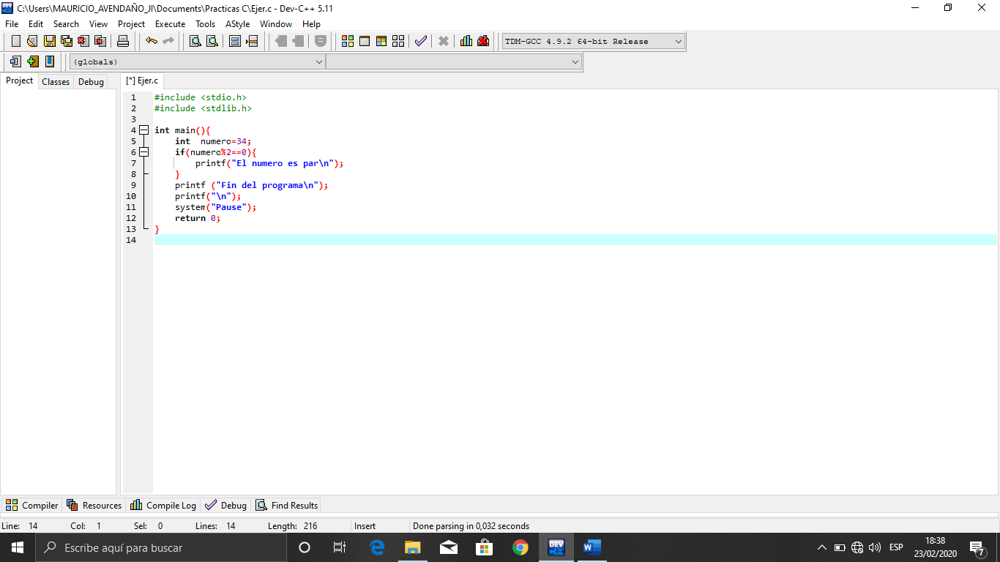 C:\Users\MAURICIO_AVENDAÑO_JI\Documents\Practicas C\Ejer.c - Dev-C++ 5.11
File Edit Search View Project Execute Tools AStyle Window Help
TDM-GCC 4.9.2 64-bit Release
(globals)
Project Classes Debug [*] Ejer.c
1 #include <stdio.h>
2 #include <stdlib.h>
3
4 int main(){
5 int  numero=34;
6 if(numero%2==0){
7 printf("El numero es par\n");
8 }
9 printf ("Fin del programa\n");
10 printf("\n");
11 system("Pause");
12 return 0;
13 }
14
Compiler Resources Compile Log Debug Find Results
Line: 14 Col: 1 Sel: 0 Lines: 14 Length: 216 Insert Done parsing in 0,032 seconds
Escribe aquí para buscar DEV W ESP 18:38
23/02/2020 7